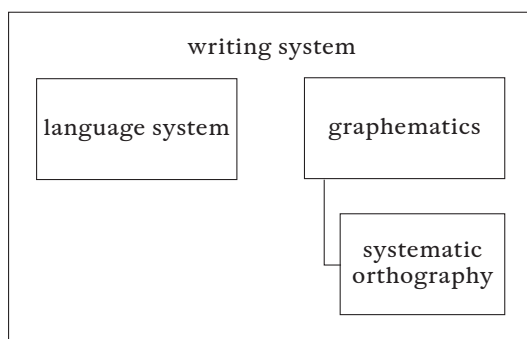 writing system
language system
graphematics
systematic
orthography